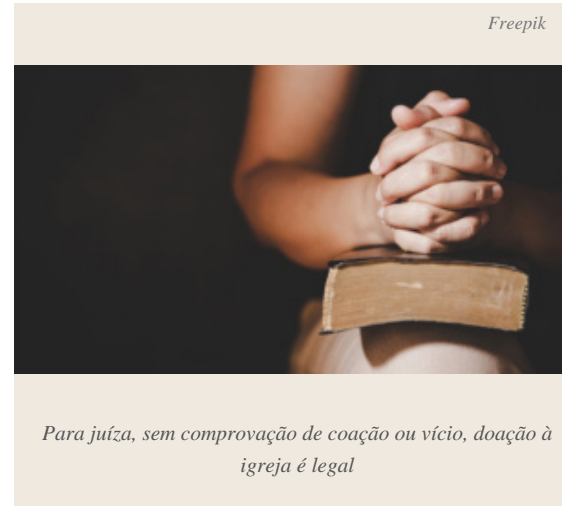 Freepik
Para juíza, sem comprovação de coação ou vício, doação à
igreja é legal